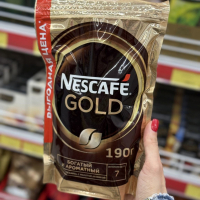 ВЫГОДНАЯ ЦЕНА
NESCAFÉ
GOLD
190г
БОГАТЫЙ
И АРОМАТНЫЙ
7